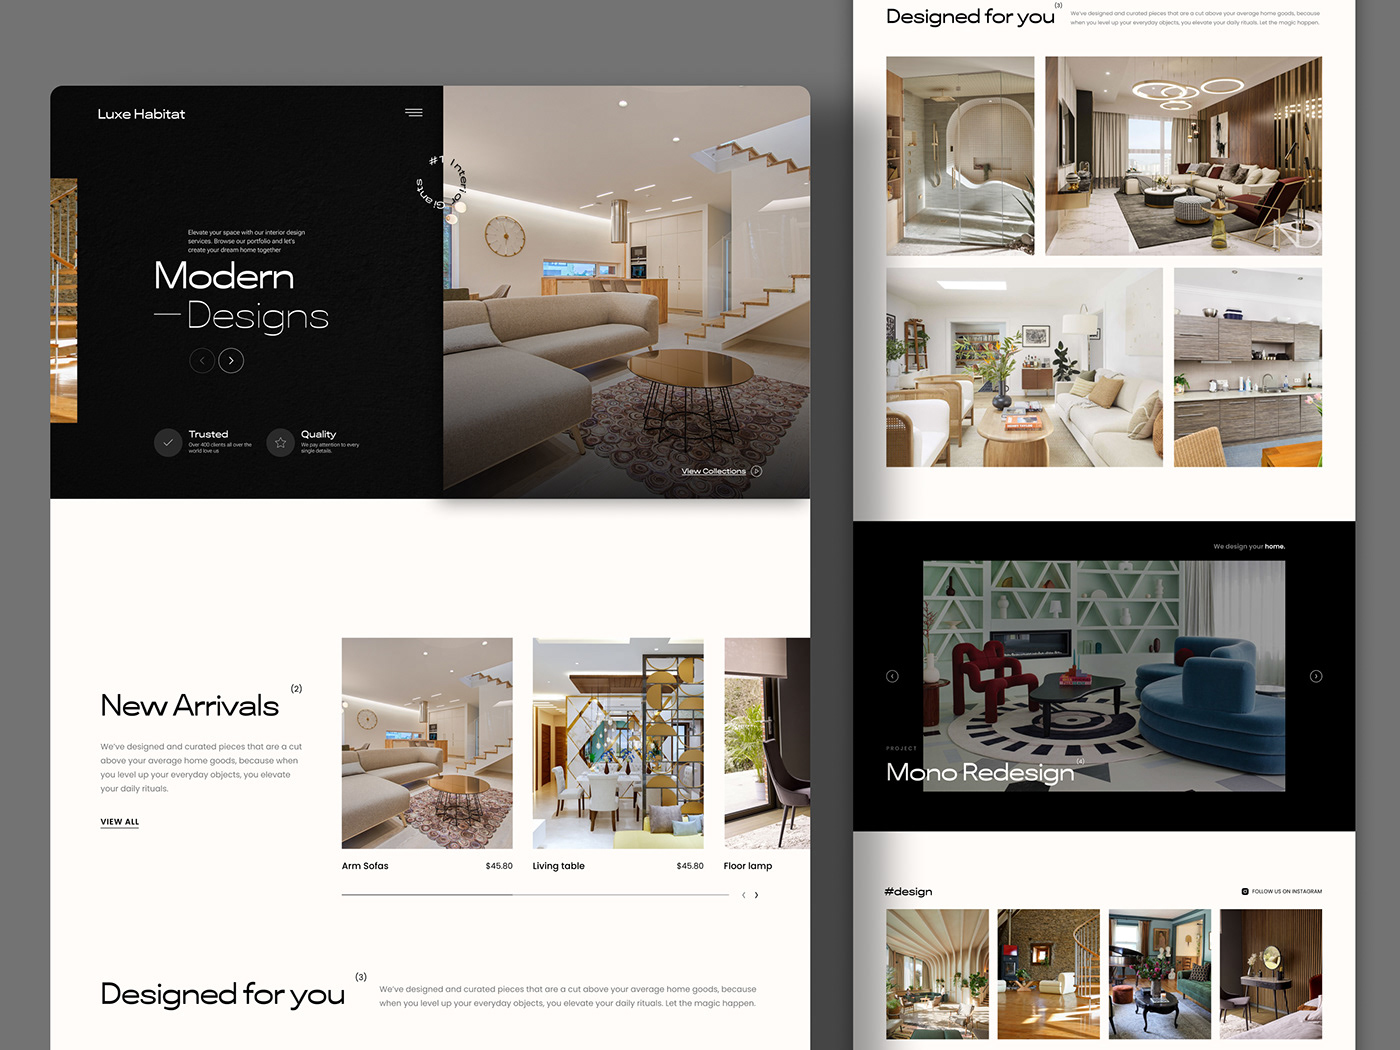 Luxe Habitat
#1 Interior Giants
Elevate your space with our interior design
services. Browse our portfolio and let's
create your dream home together
Modern
— Designs
Trusted
Over 400 clients all over the
world love us
Quality
We pay attention to every
single details.
View Collections
New Arrivals
(2)
We've designed and curated pieces that are a cut
above your average home goods, because when
you level up your everyday objects, you elevate
your daily rituals.
VIEW ALL
Arm Sofas
$45.80
Living table
$45.80
Floor lamp
Designed for you
(3)
We've designed and curated pieces that are a cut above your average home goods, because
when you level up your everyday objects, you elevate your daily rituals. Let the magic happen.
Designed for you
(3)
We've designed and curated pieces that are a cut above your average home goods, because
when you level up your everyday objects, you elevate your daily rituals. Let the magic happen.
ND
We design your home.
PROJECT
Mono Redesign
(4)
#design
FOLLOW US ON INSTAGRAM